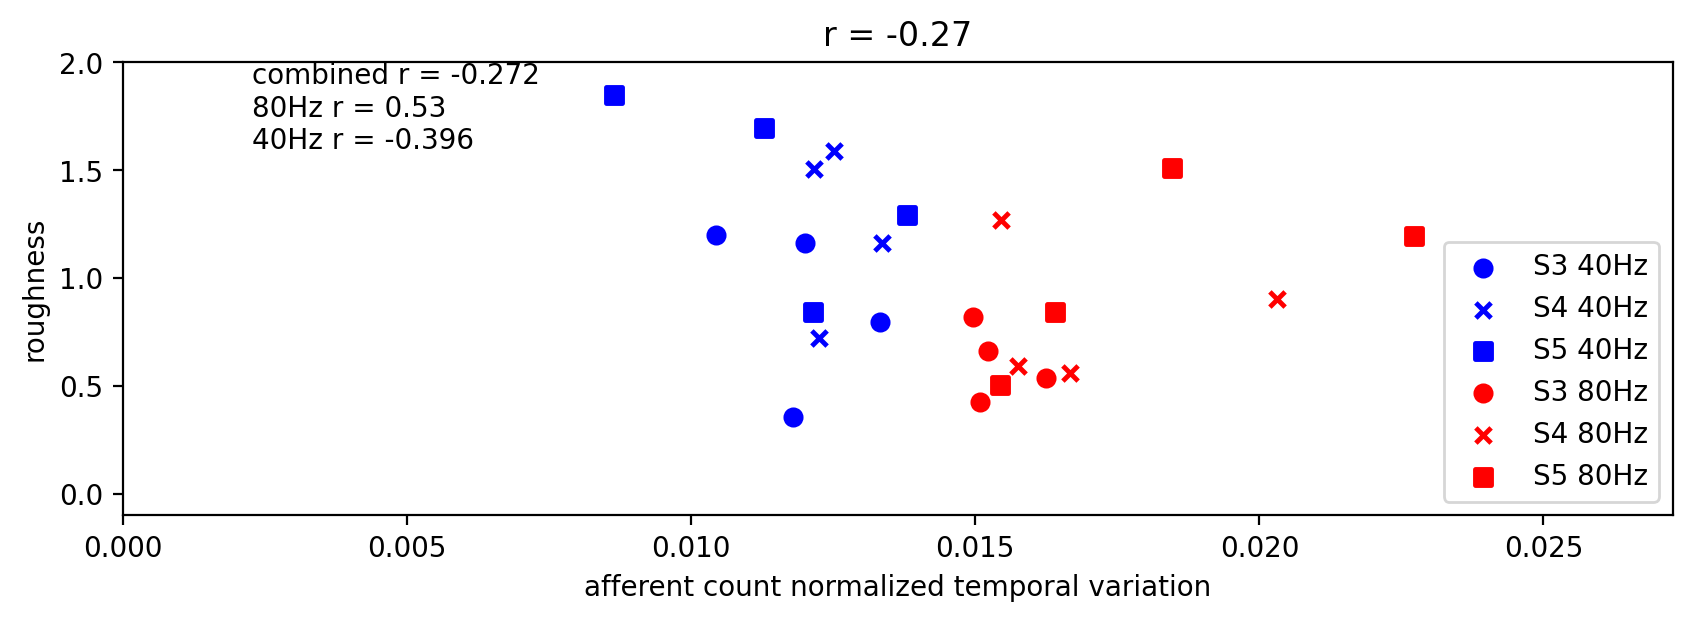 r = -0.27
combined r = -0.272
80Hz r = 0.53
40Hz r = -0.396
2.0
1.5
1.0
0.5
0.0
roughness
S3 40Hz
S4 40Hz
S5 40Hz
S3 80Hz
S4 80Hz
S5 80Hz
0.000 0.005 0.010 0.015 0.020 0.025
afferent count normalized temporal variation